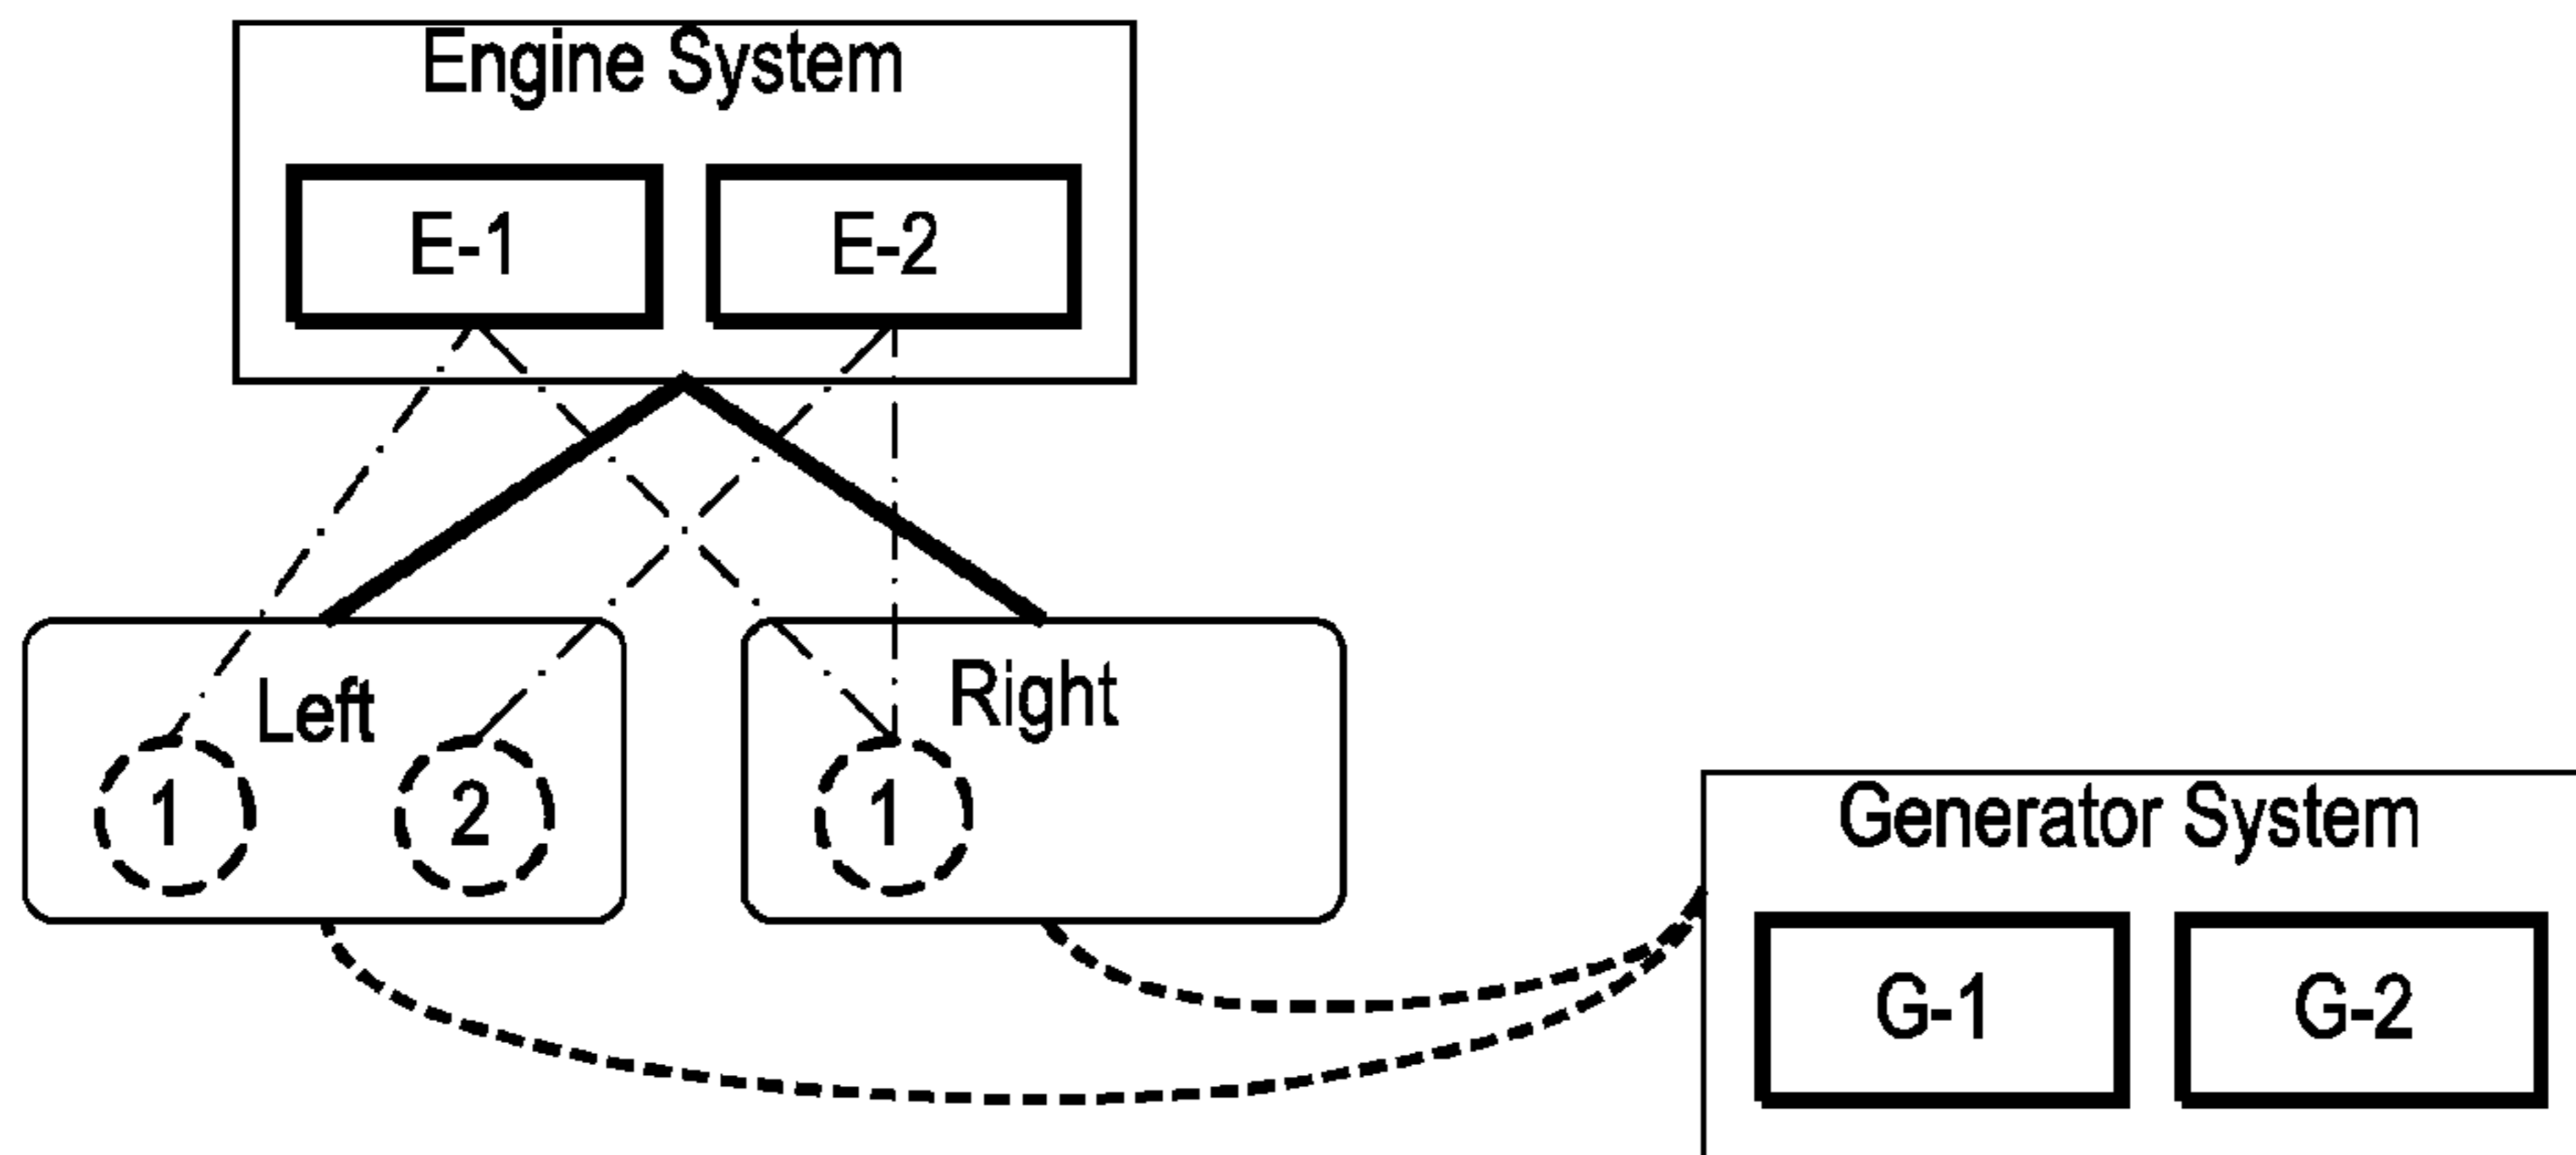 Engine System
E-1
E-2
Left
Right
1
2
1
Generator System
G-1
G-2